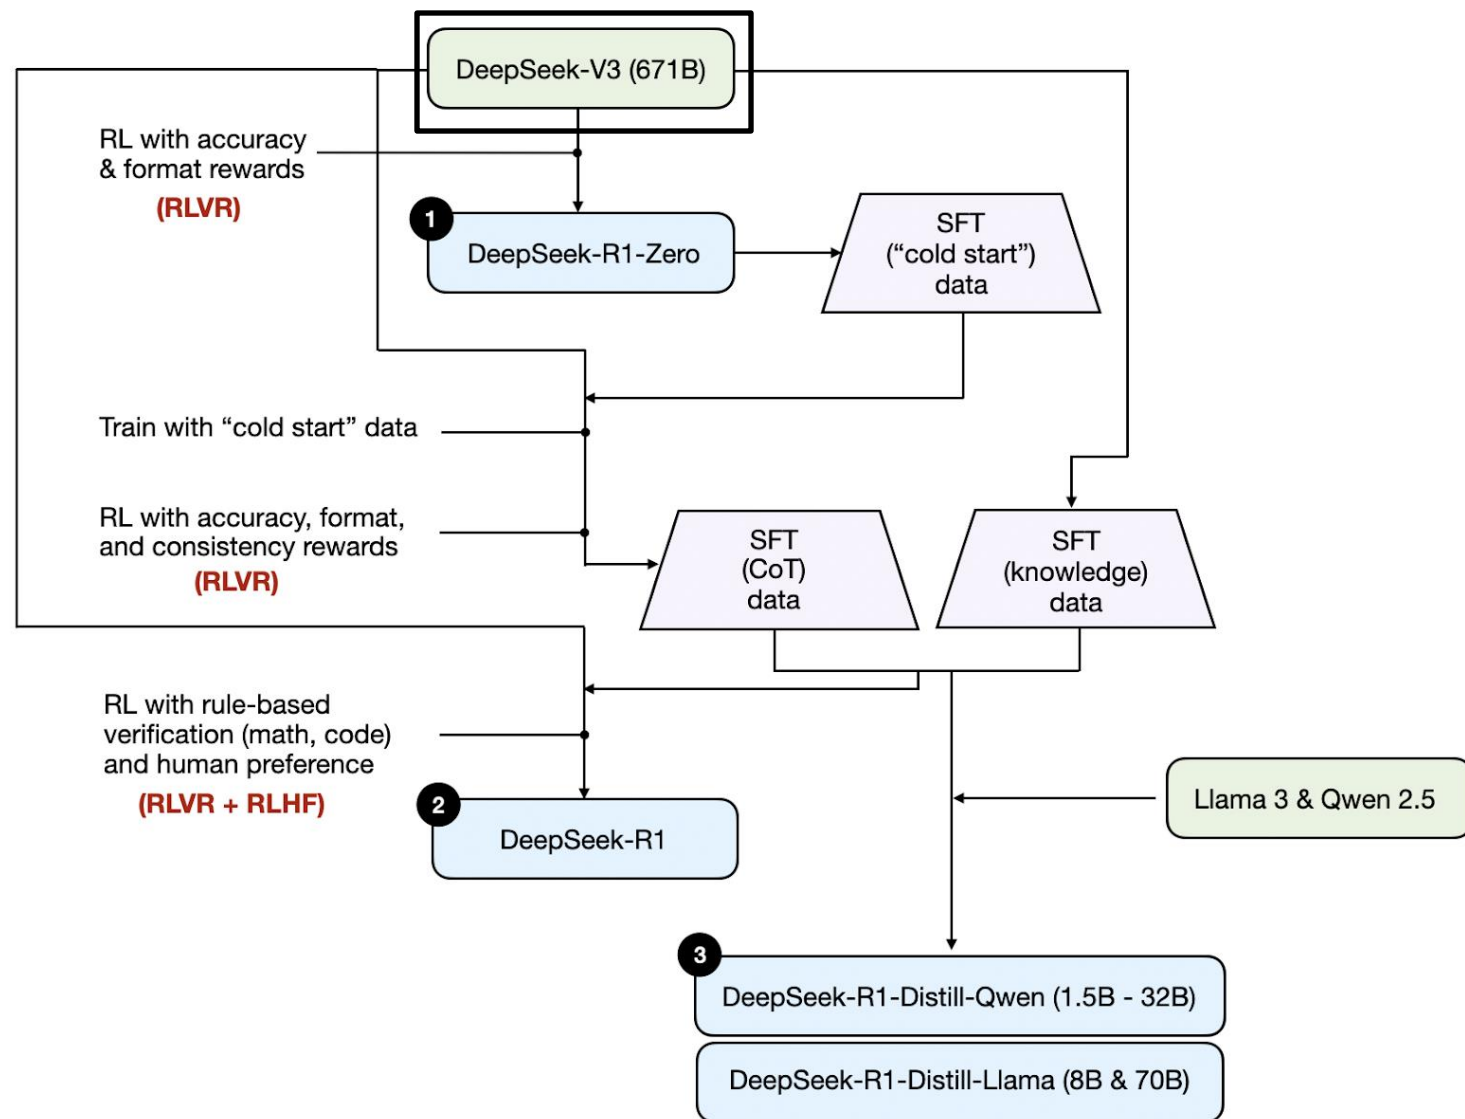 DeepSeek-V3 (671B)
RL with accuracy
& format rewards
(RLVR)
1
DeepSeek-R1-Zero
SFT
(“cold start”)
data
Train with “cold start” data
RL with accuracy, format,
and consistency rewards
(RLVR)
SFT
(CoT)
data
SFT
(knowledge)
data
RL with rule-based
verification (math, code)
and human preference
(RLVR + RLHF)
2
DeepSeek-R1
Llama 3 & Qwen 2.5
3
DeepSeek-R1-Distill-Qwen (1.5B - 32B)
DeepSeek-R1-Distill-Llama (8B & 70B)